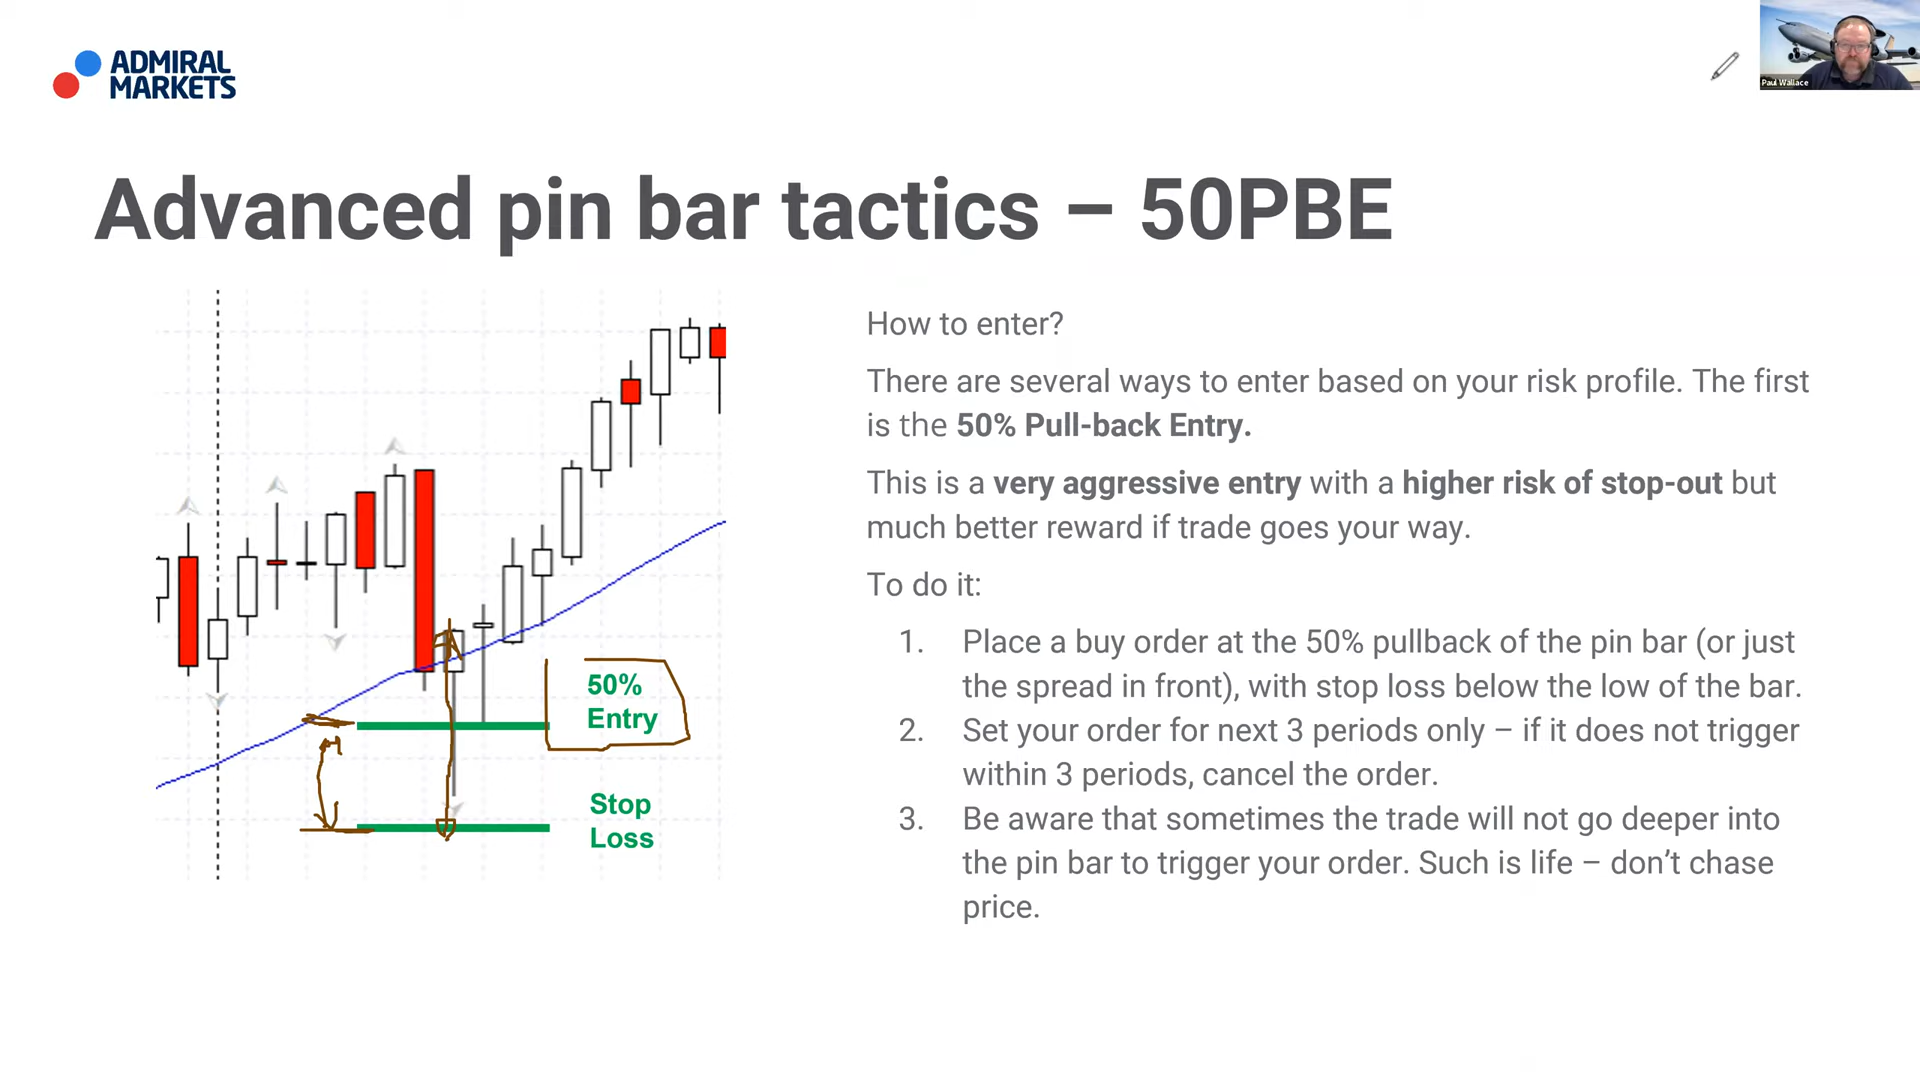 ADMIRAL
MARKETS
Paul Wallace
Advanced pin bar tactics – 50PBE
50%
Entry
Stop
Loss
How to enter?
There are several ways to enter based on your risk profile. The first
is the 50% Pull-back Entry.
This is a very aggressive entry with a higher risk of stop-out but
much better reward if trade goes your way.
To do it:
1. Place a buy order at the 50% pullback of the pin bar (or just
the spread in front), with stop loss below the low of the bar.
2. Set your order for next 3 periods only – if it does not trigger
within 3 periods, cancel the order.
3. Be aware that sometimes the trade will not go deeper into
the pin bar to trigger your order. Such is life – don’t chase
price.